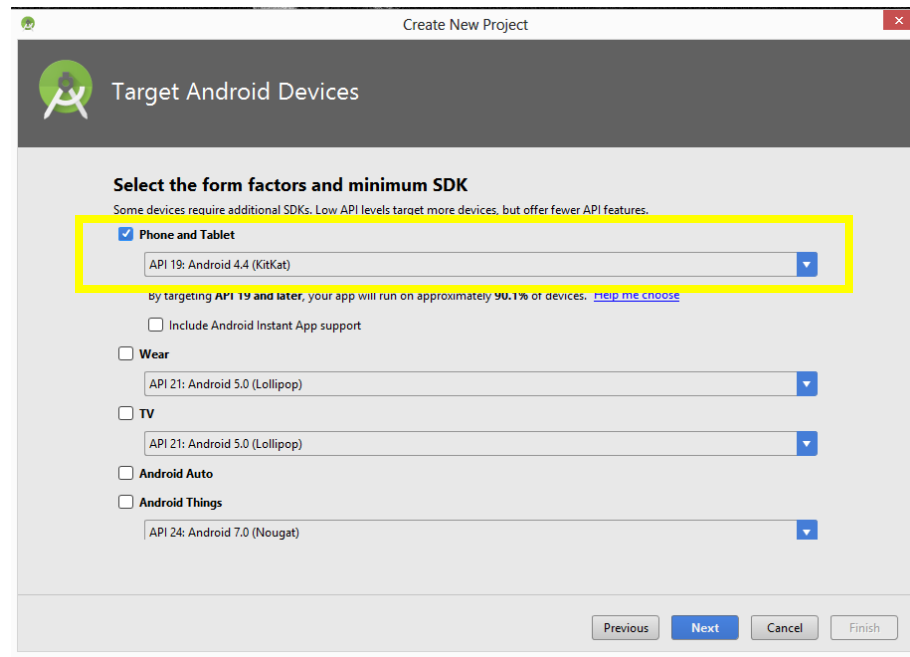 Create New Project
Target Android Devices
Select the form factors and minimum SDK
Some devices require additional SDKs. Low API levels target more devices, but offer fewer API features.
Phone and Tablet
API 19: Android 4.4 (KitKat)
By targeting API 19 and later, your app will run on approximately 90.1% of devices. Help me choose
Include Android Instant App support
Wear
API 21: Android 5.0 (Lollipop)
TV
API 21: Android 5.0 (Lollipop)
Android Auto
Android Things
API 24: Android 7.0 (Nougat)
Previous Next Cancel Finish